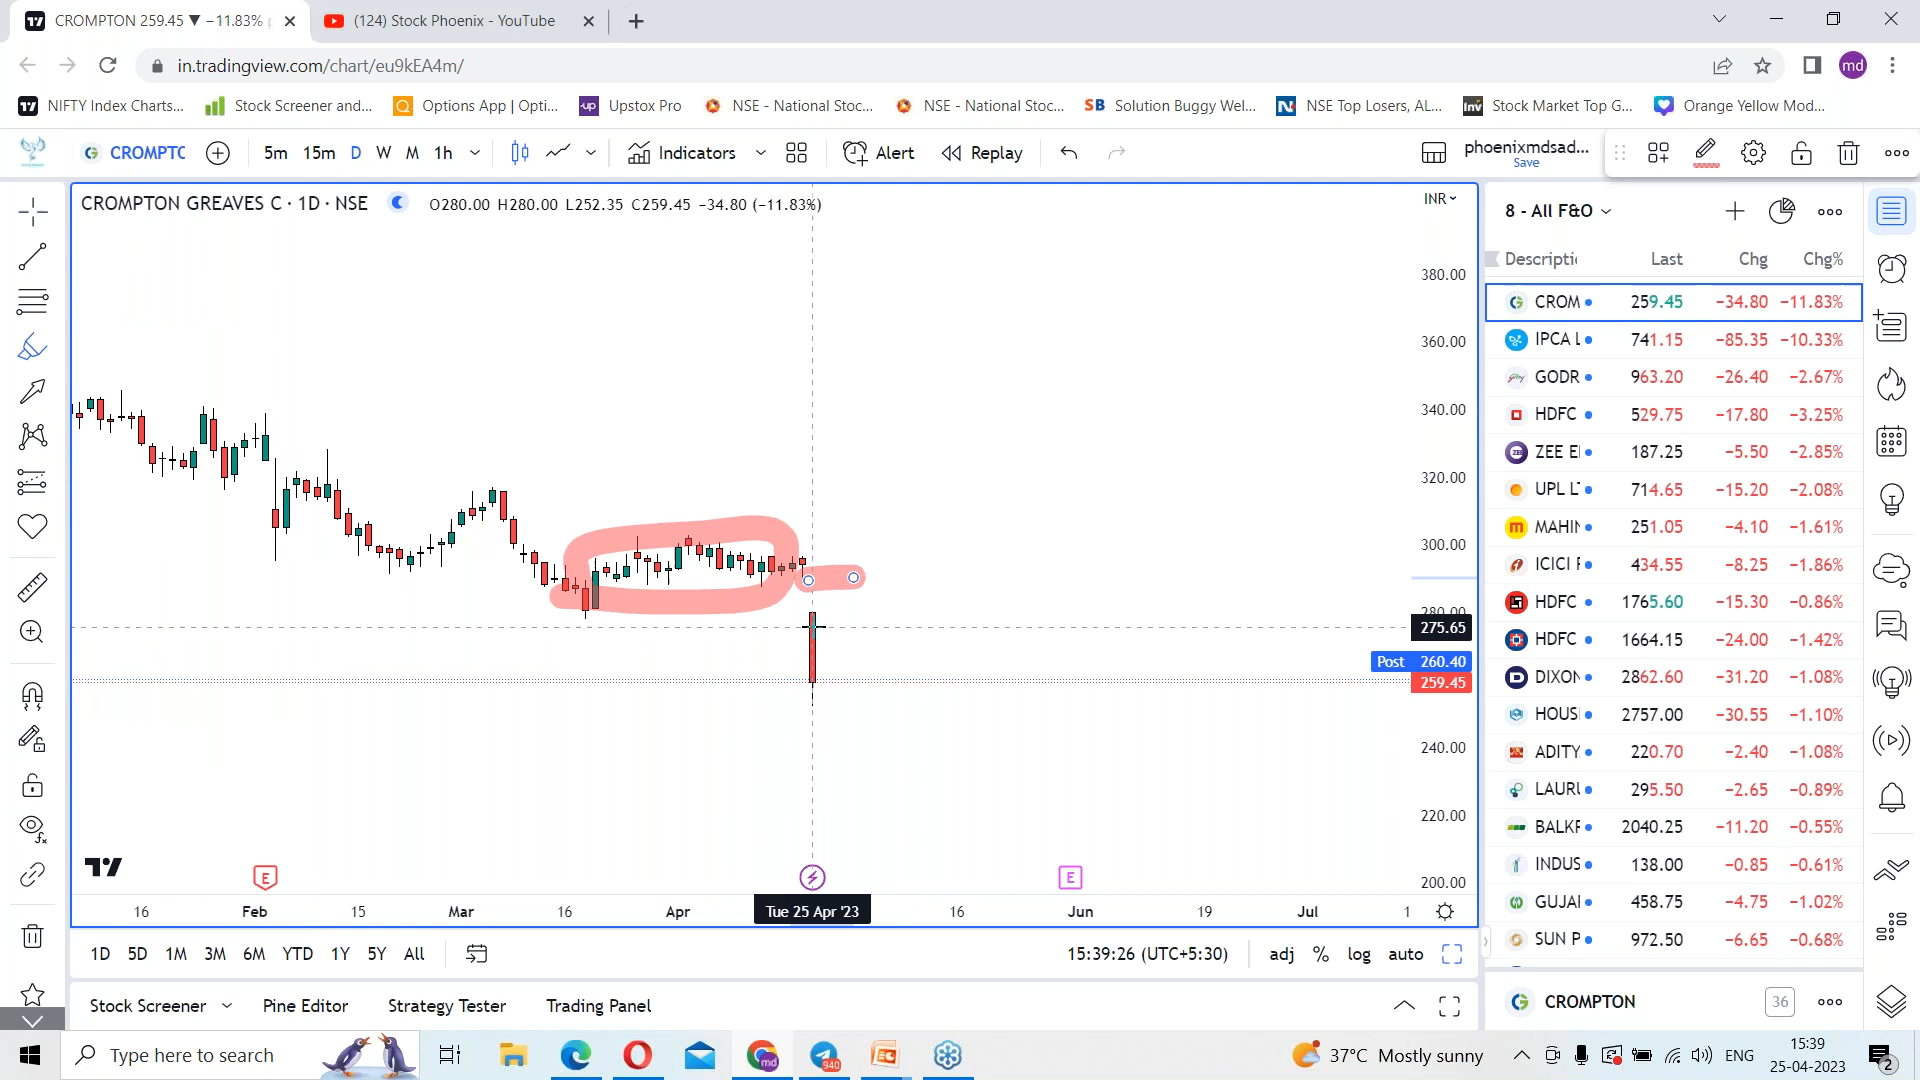 CROMPTON 259.45 ▼ −11.83%
(124) Stock Phoenix - YouTube
in.tradingview.com/chart/eu9kEA4m/
md
NIFTY Index Charts...
Stock Screener and...
Options App | Opti...
up
Upstox Pro
NSE - National Stoc...
NSE - National Stoc...
SB
Solution Buggy Wel...
NSE Top Losers, AL...
Inv
Stock Market Top G...
Orange Yellow Mod...
CROMPTC
5m 15m D W M 1h
Indicators
Alert
Replay
phoenixmdsad...
Save
CROMPTON GREAVES C · 1D · NSE
O280.00 H280.00 L252.35 C259.45 −34.80 (−11.83%)
INR
380.00
360.00
340.00
320.00
300.00
280.00
275.65
Post 260.40
259.45
240.00
220.00
200.00
E
E
16 Feb 15 Mar 16 Apr Tue 25 Apr '23 16 Jun 19 Jul 1
1D 5D 1M 3M 6M YTD 1Y 5Y All
15:39:26 (UTC+5:30)
adj % log auto
Stock Screener
Pine Editor
Strategy Tester
Trading Panel
8 - All F&O
Descripti Last Chg Chg%
CROM 259.45 −34.80 −11.83%
IPCA L 741.15 −85.35 −10.33%
GODR 963.20 −26.40 −2.67%
HDFC 529.75 −17.80 −3.25%
ZEE E 187.25 −5.50 −2.85%
UPL LT 714.65 −15.20 −2.08%
MAHIN 251.05 −4.10 −1.61%
ICICI F 434.55 −8.25 −1.86%
HDFC 1765.60 −15.30 −0.86%
HDFC 1664.15 −24.00 −1.42%
DIXON 2862.60 −31.20 −1.08%
HOUS 2757.00 −30.55 −1.10%
ADITY 220.70 −2.40 −1.08%
LAURU 295.50 −2.65 −0.89%
BALKR 2040.25 −11.20 −0.55%
INDUS 138.00 −0.85 −0.61%
GUJAR 458.75 −4.75 −1.02%
SUN P 972.50 −6.65 −0.68%
CROMPTON
36
Type here to search
940
37°C Mostly sunny
ENG
15:39
25-04-2023
2